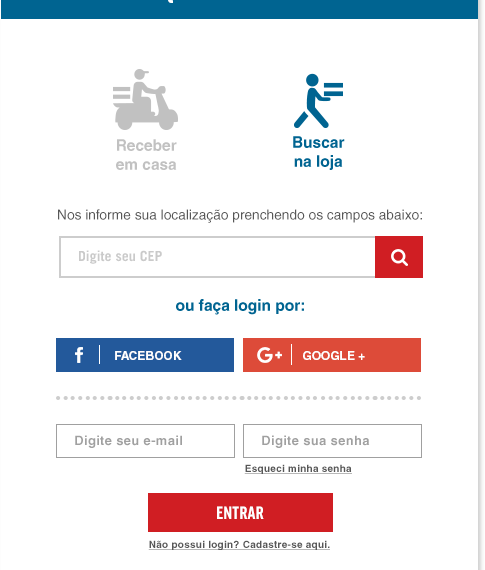 Receber
em casa
Buscar
na loja
Nos informe sua localização prenchendo os campos abaixo:
Digite seu CEP
ou faça login por:
f FACEBOOK
G+ GOOGLE +
Digite seu e-mail
Digite sua senha
Esqueci minha senha
ENTRAR
Não possui login? Cadastre-se aqui.